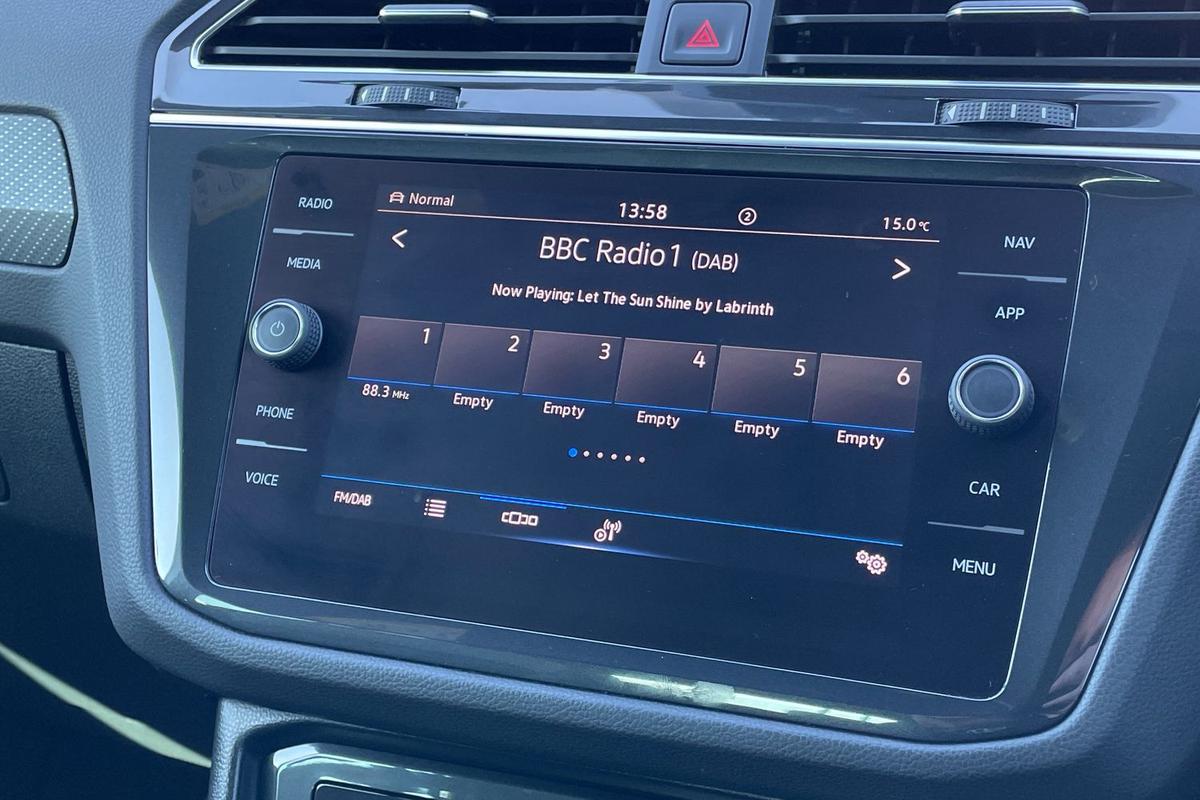 RADIO
MEDIA
PHONE
VOICE
Normal
13:58
2
15.0°C
< BBC Radio 1 (DAB) >
Now Playing: Let The Sun Shine by Labrinth
1 2 3 4 5 6
88.3 MHz Empty Empty Empty Empty Empty
FM/DAB
NAV
APP
CAR
MENU